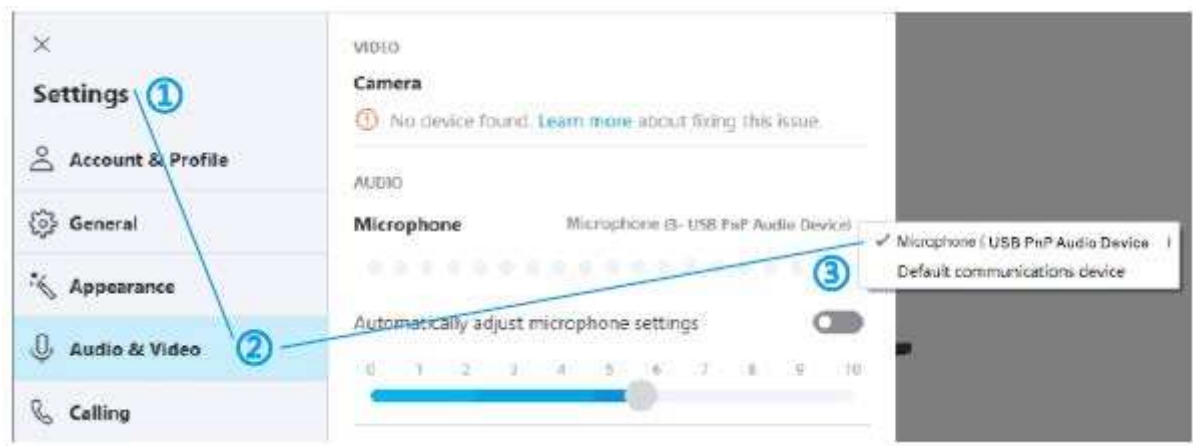 Settings ①
Account & Profile
General
Appearance
Audio & Video ②
Calling
VIDEO
Camera
No device found. Learn more about fixing this issue.
AUDIO
Microphone Microphone (3- USB PnP Audio Device)
③
Microphone ( USB PnP Audio Device
Default communications device
Automatically adjust microphone settings
0 1 2 3 4 5 6 7 8 9 10